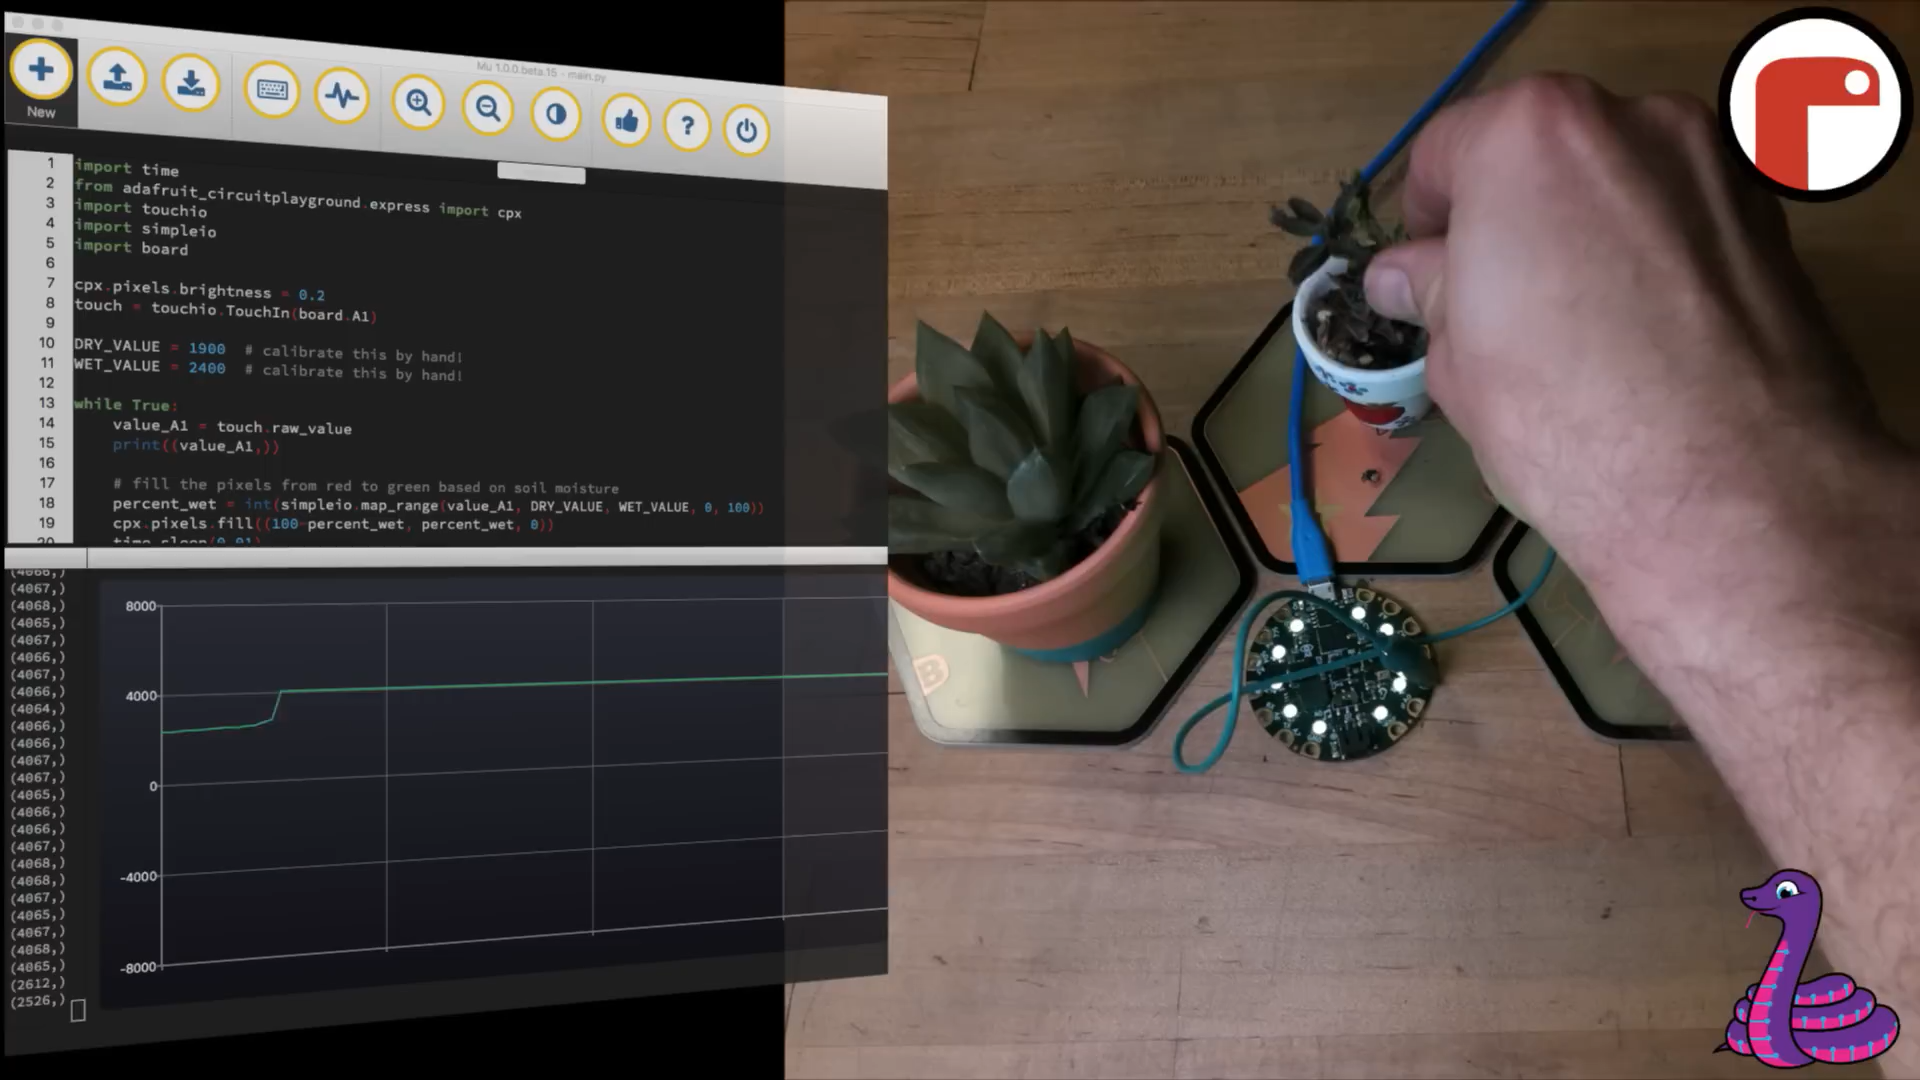 Mu 1.0.0.beta.15 - main.py
New
1 import time
2 from adafruit_circuitplayground.express import cpx
3 import touchio
4 import simpleio
5 import board
6
7 cpx.pixels.brightness = 0.2
8 touch = touchio.TouchIn(board.A1)
9
10 DRY_VALUE = 1900 # calibrate this by hand!
11 WET_VALUE = 2400 # calibrate this by hand!
12
13 while True:
14 value_A1 = touch.raw_value
15 print((value_A1,))
16
17 # fill the pixels from red to green based on soil moisture
18 percent_wet = int(simpleio.map_range(value_A1, DRY_VALUE, WET_VALUE, 0, 100))
19 cpx.pixels.fill((100-percent_wet, percent_wet, 0))
20 time.sleep(0.01)
(4066,)
(4067,)
(4068,)
(4065,)
(4067,)
(4066,)
(4067,)
(4066,)
(4064,)
(4066,)
(4066,)
(4067,)
(4067,)
(4065,)
(4066,)
(4066,)
(4067,)
(4068,)
(4068,)
(4067,)
(4065,)
(4067,)
(4068,)
(4065,)
(2612,)
(2526,)
8000
4000
0
-4000
-8000
B